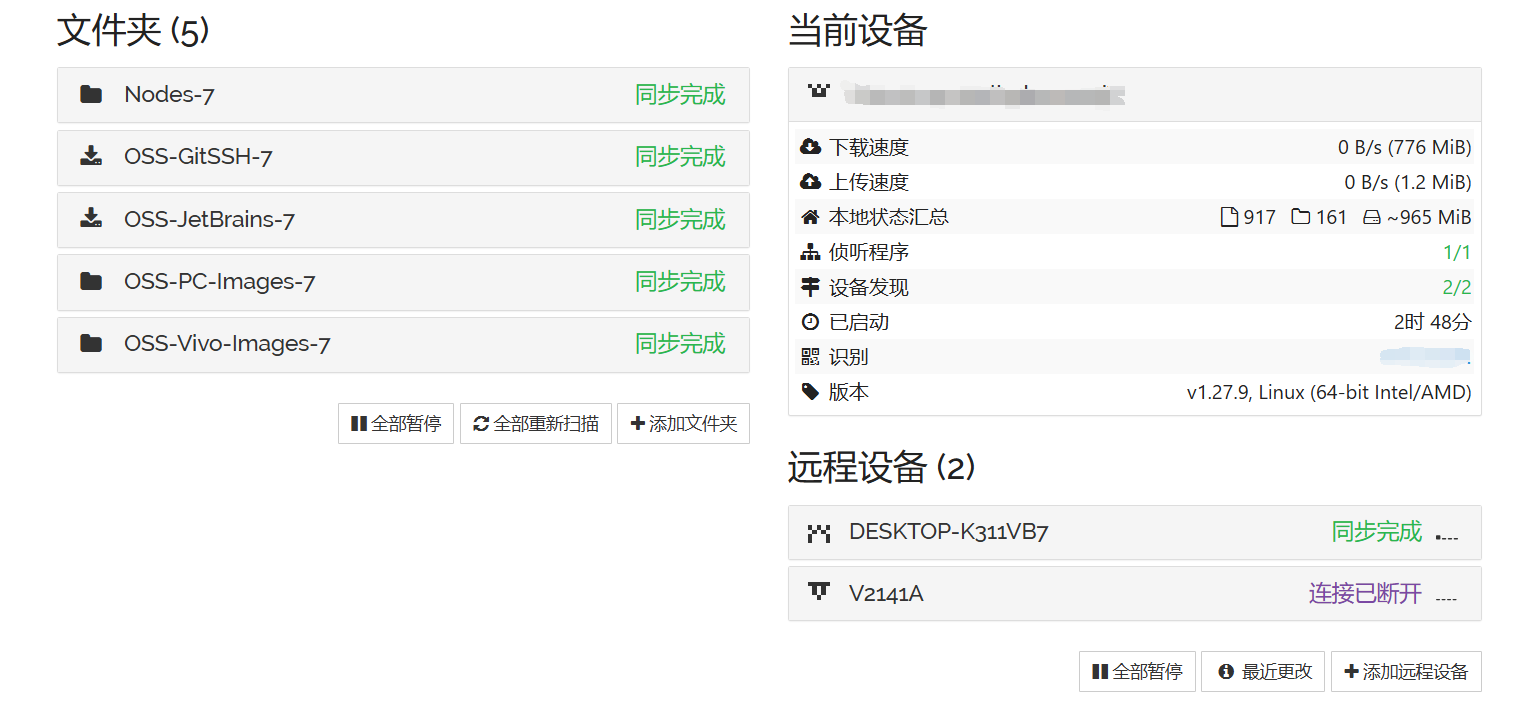 文件夹 (5)
Nodes-7 同步完成
OSS-GitSSH-7 同步完成
OSS-JetBrains-7 同步完成
OSS-PC-Images-7 同步完成
OSS-Vivo-Images-7 同步完成
全部暂停 全部重新扫描 添加文件夹
当前设备
下载速度 0 B/s (776 MiB)
上传速度 0 B/s (1.2 MiB)
本地状态汇总 917 161 ~965 MiB
侦听程序 1/1
设备发现 2/2
已启动 2时 48分
识别
版本 v1.27.9, Linux (64-bit Intel/AMD)
远程设备 (2)
DESKTOP-K311VB7 同步完成
V2141A 连接已断开
全部暂停 最近更改 添加远程设备